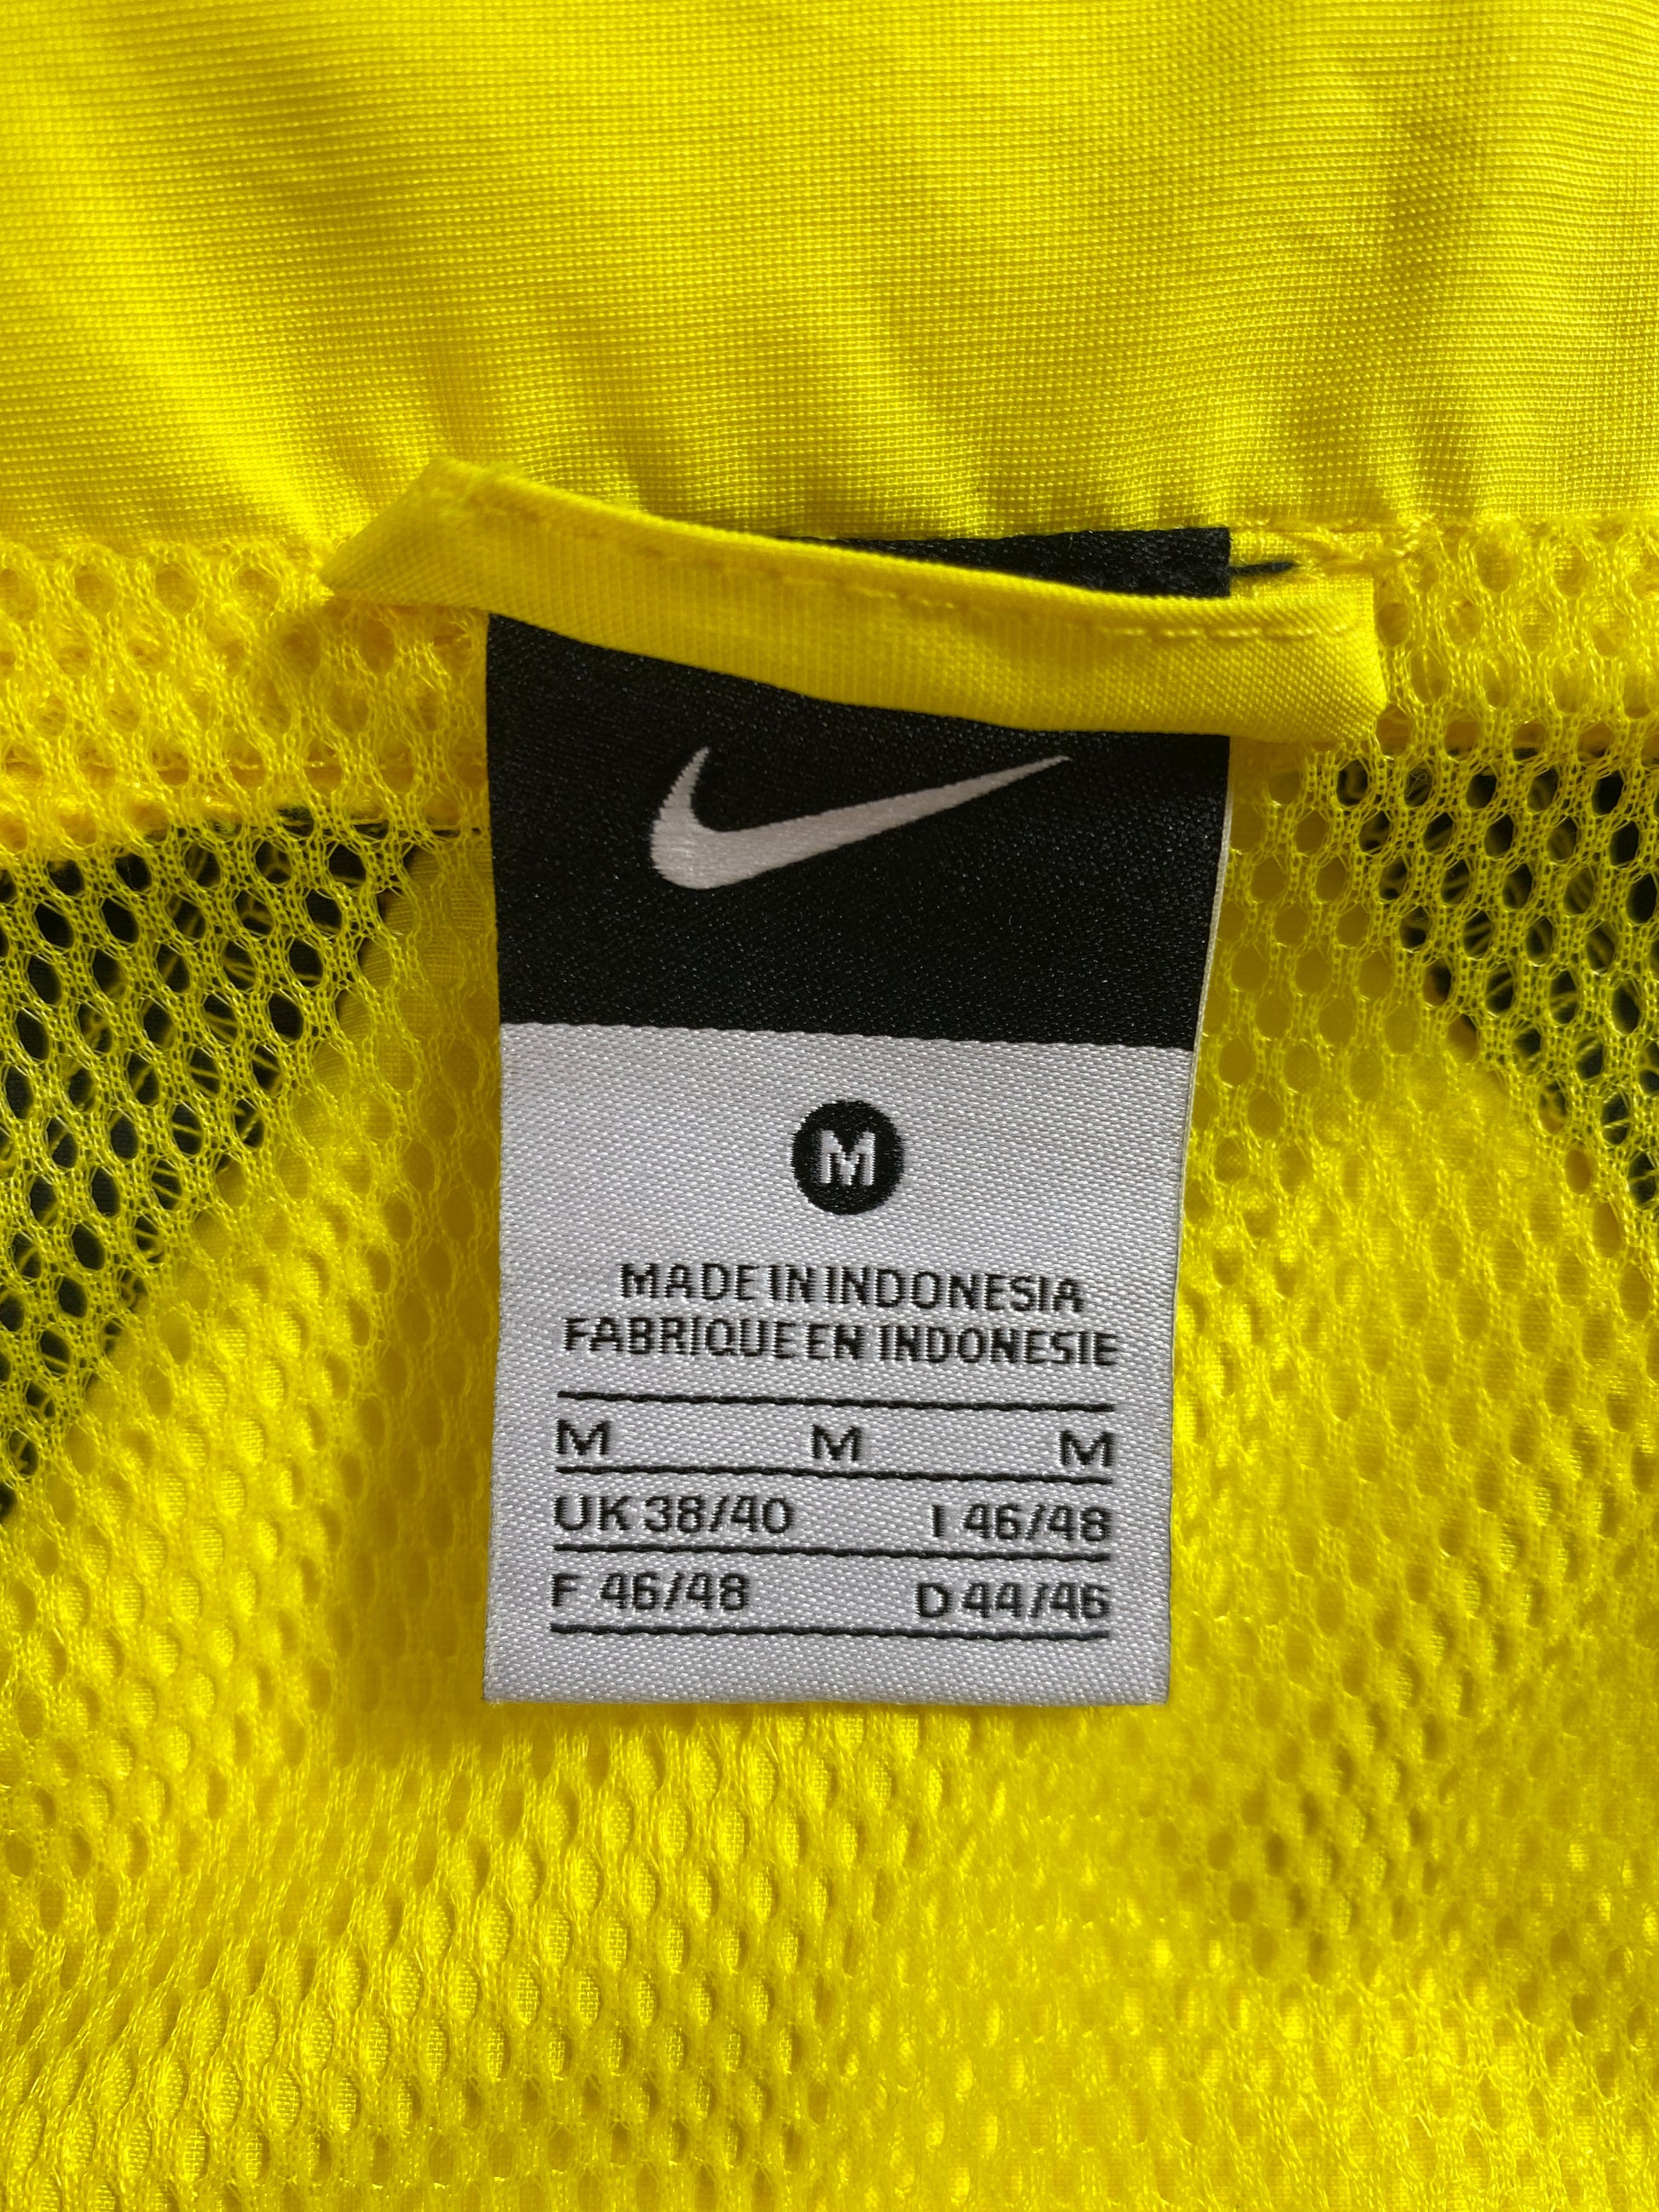 M
MADE IN INDONESIA
FABRIQUE EN INDONESIE
M M M
UK 38/40 I 46/48
F 46/48 D 44/46